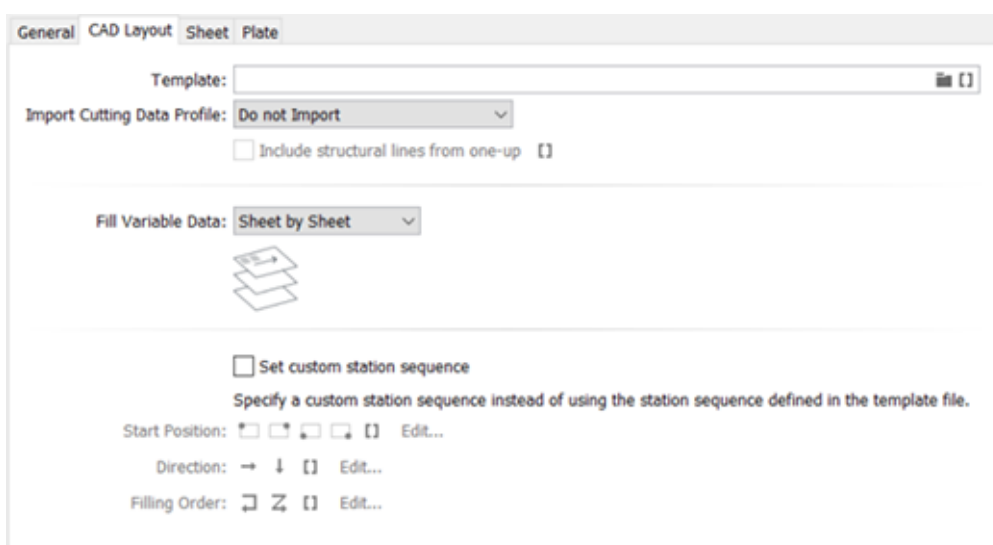 General CAD Layout Sheet Plate
Template:
Import Cutting Data Profile: Do not Import
Include structural lines from one-up
Fill Variable Data: Sheet by Sheet
Set custom station sequence
Specify a custom station sequence instead of using the station sequence defined in the template file.
Start Position: Edit...
Direction: Edit...
Filling Order: Edit...